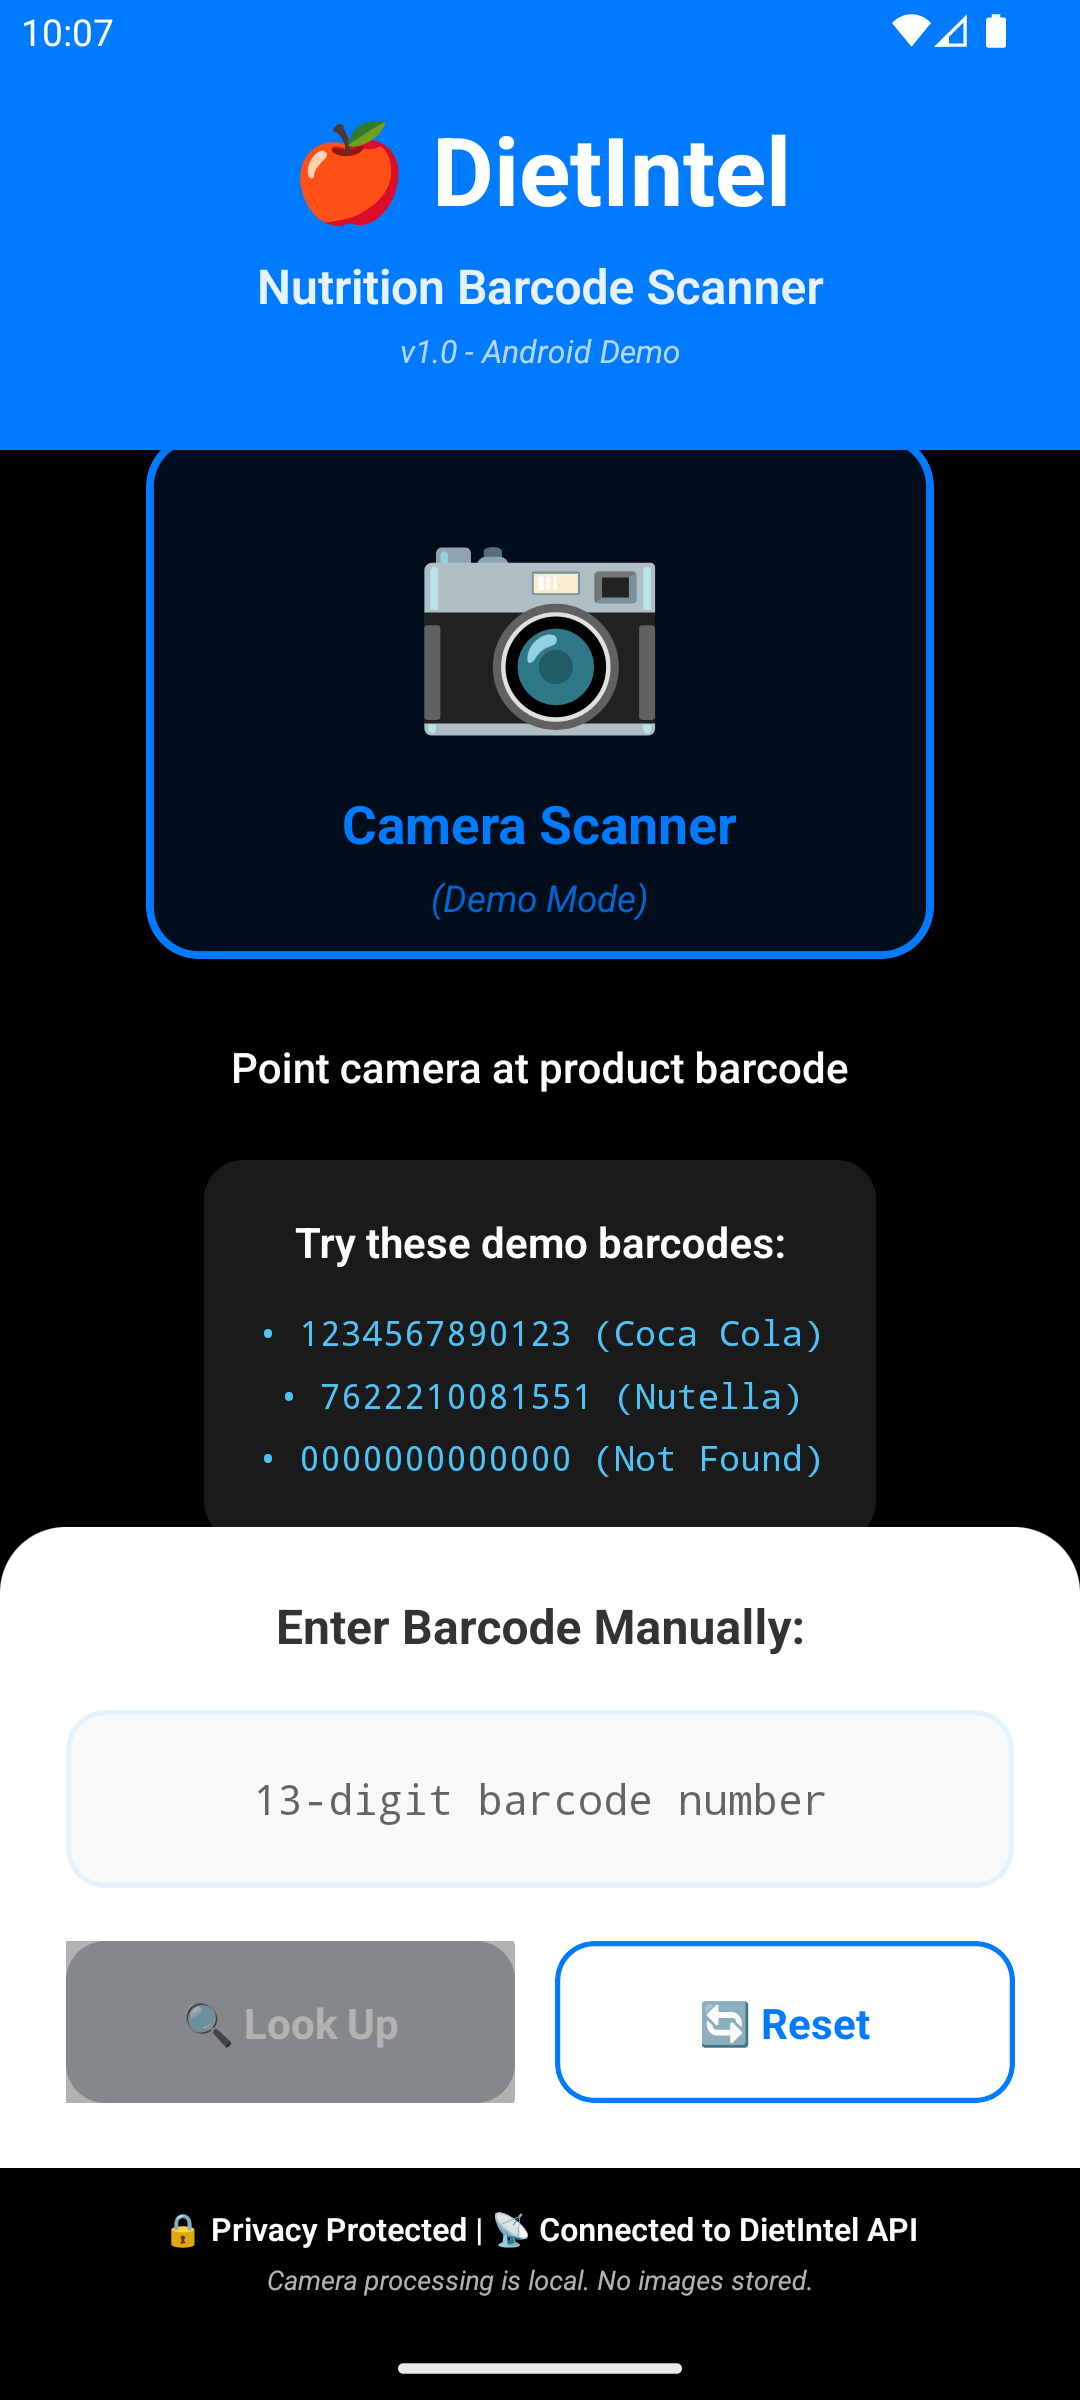 10:07
🍎 DietIntel
Nutrition Barcode Scanner
v1.0 - Android Demo
Camera Scanner
(Demo Mode)
Point camera at product barcode
Try these demo barcodes:
• 1234567890123 (Coca Cola)
• 7622210081551 (Nutella)
• 0000000000000 (Not Found)
Enter Barcode Manually:
13-digit barcode number
🔍 Look Up
🔄 Reset
🔒 Privacy Protected | 📡 Connected to DietIntel API
Camera processing is local. No images stored.